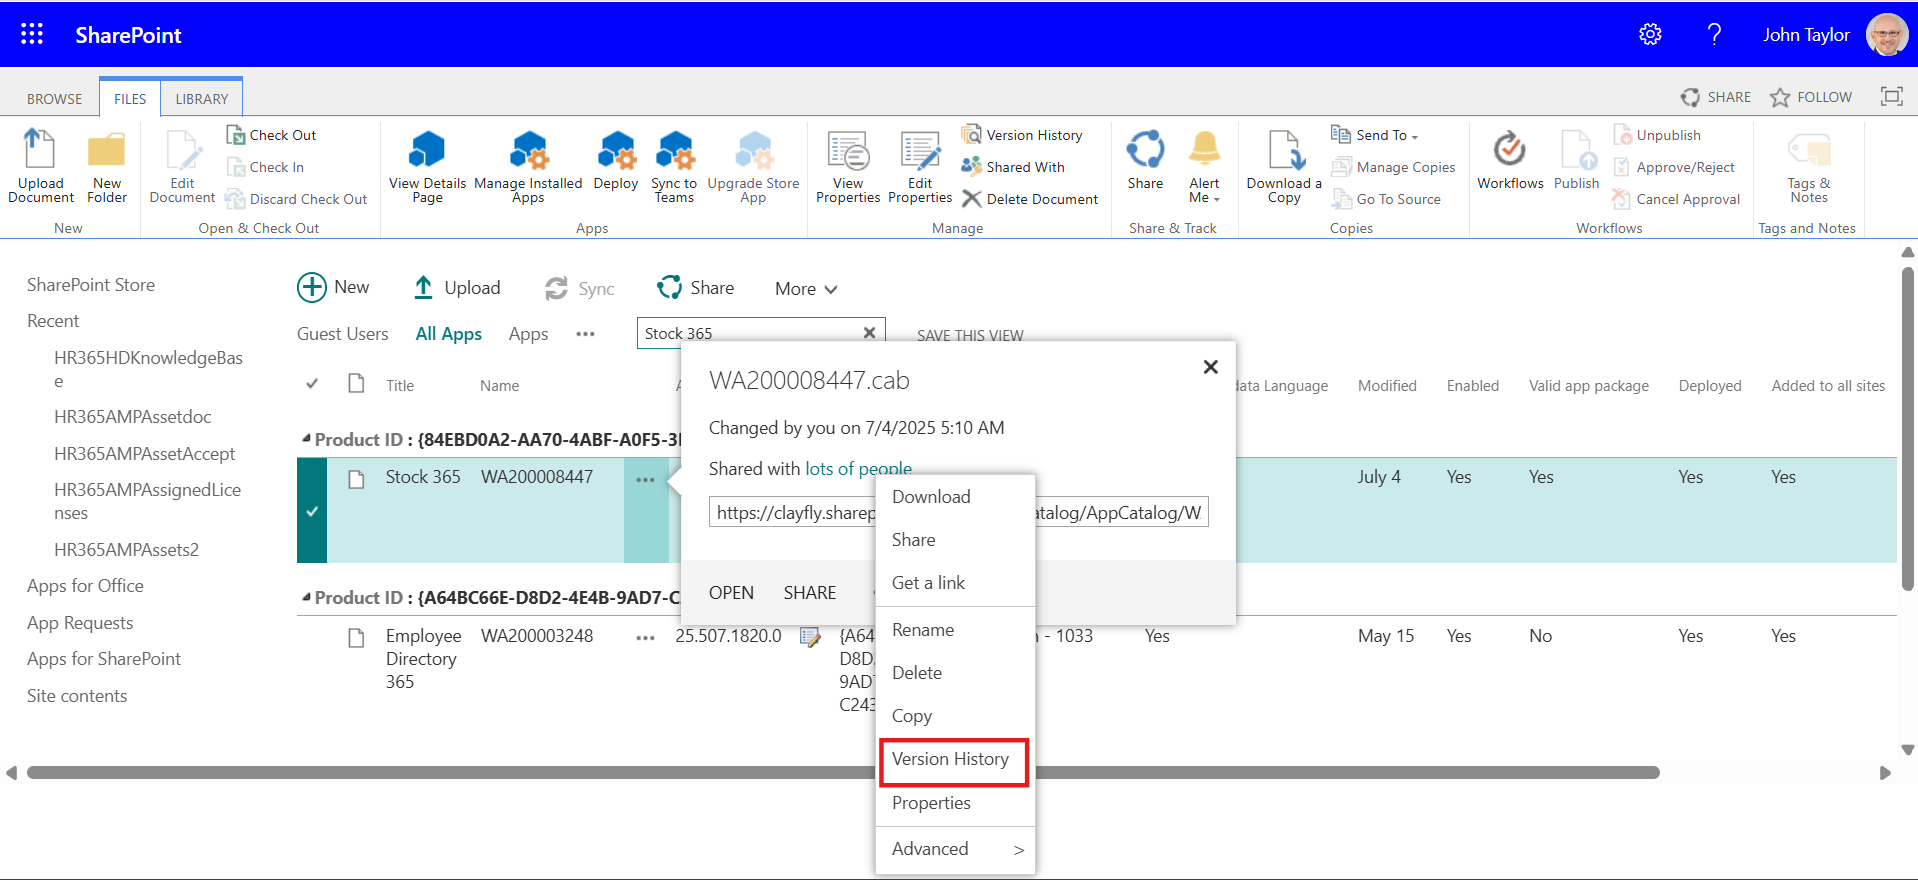 SharePoint
John Taylor
BROWSE FILES LIBRARY
SHARE FOLLOW
Upload Document
New Folder
New
Edit Document
Check Out
Check In
Discard Check Out
Open & Check Out
View Details Page
Manage Installed Apps
Deploy
Sync to Teams
Upgrade Store App
Apps
View Properties
Edit Properties
Version History
Shared With
Delete Document
Manage
Share
Alert Me
Share & Track
Download a Copy
Send To
Manage Copies
Go To Source
Copies
Workflows
Publish
Unpublish
Approve/Reject
Cancel Approval
Workflows
Tags & Notes
Tags and Notes
SharePoint Store
Recent
HR365HDKnowledgeBas
e
HR365AMPAssetdoc
HR365AMPAssetAccept
HR365AMPAssignedLice
nses
HR365AMPAssets2
Apps for Office
App Requests
Apps for SharePoint
Site contents
New Upload Sync Share More
Guest Users All Apps Apps ••• Stock 365 SAVE THIS VIEW
Title Name Language Modified Enabled Valid app package Deployed Added to all sites
Product ID : {84EBD0A2-AA70-4ABF-A0F5-
Stock 365 WA200008447 ••• July 4 Yes Yes Yes Yes
WA200008447.cab
Changed by you on 7/4/2025 5:10 AM
Shared with lots of people
https://clayfly.sharep atalog/AppCatalog/W
OPEN SHARE
Product ID : {A64BC66E-D8D2-4E4B-9AD7-C
Employee WA200003248 ••• 25.507.1820.0 {A64 - 1033 Yes May 15 Yes No Yes Yes
Directory D8D
365 9AD
C243
Download
Share
Get a link
Rename
Delete
Copy
Version History
Properties
Advanced >